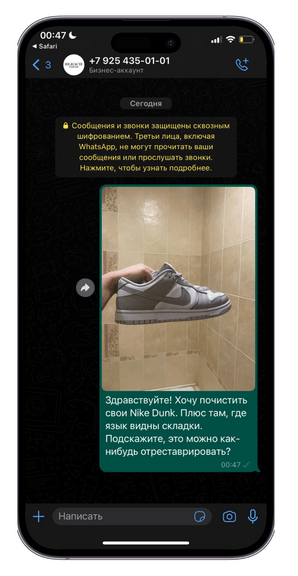 00:47
Safari
3
+7 925 435-01-01
Бизнес-аккаунт
Сегодня
Сообщения и звонки защищены сквозным
шифрованием. Третьи лица, включая
WhatsApp, не могут прочитать ваши
сообщения или прослушать звонки.
Нажмите, чтобы узнать подробнее.
Здравствуйте! Хочу почистить
свои Nike Dunk. Плюс там, где
язык видны складки.
Подскажите, это можно как-
нибудь отреставрировать?
00:47
Написать